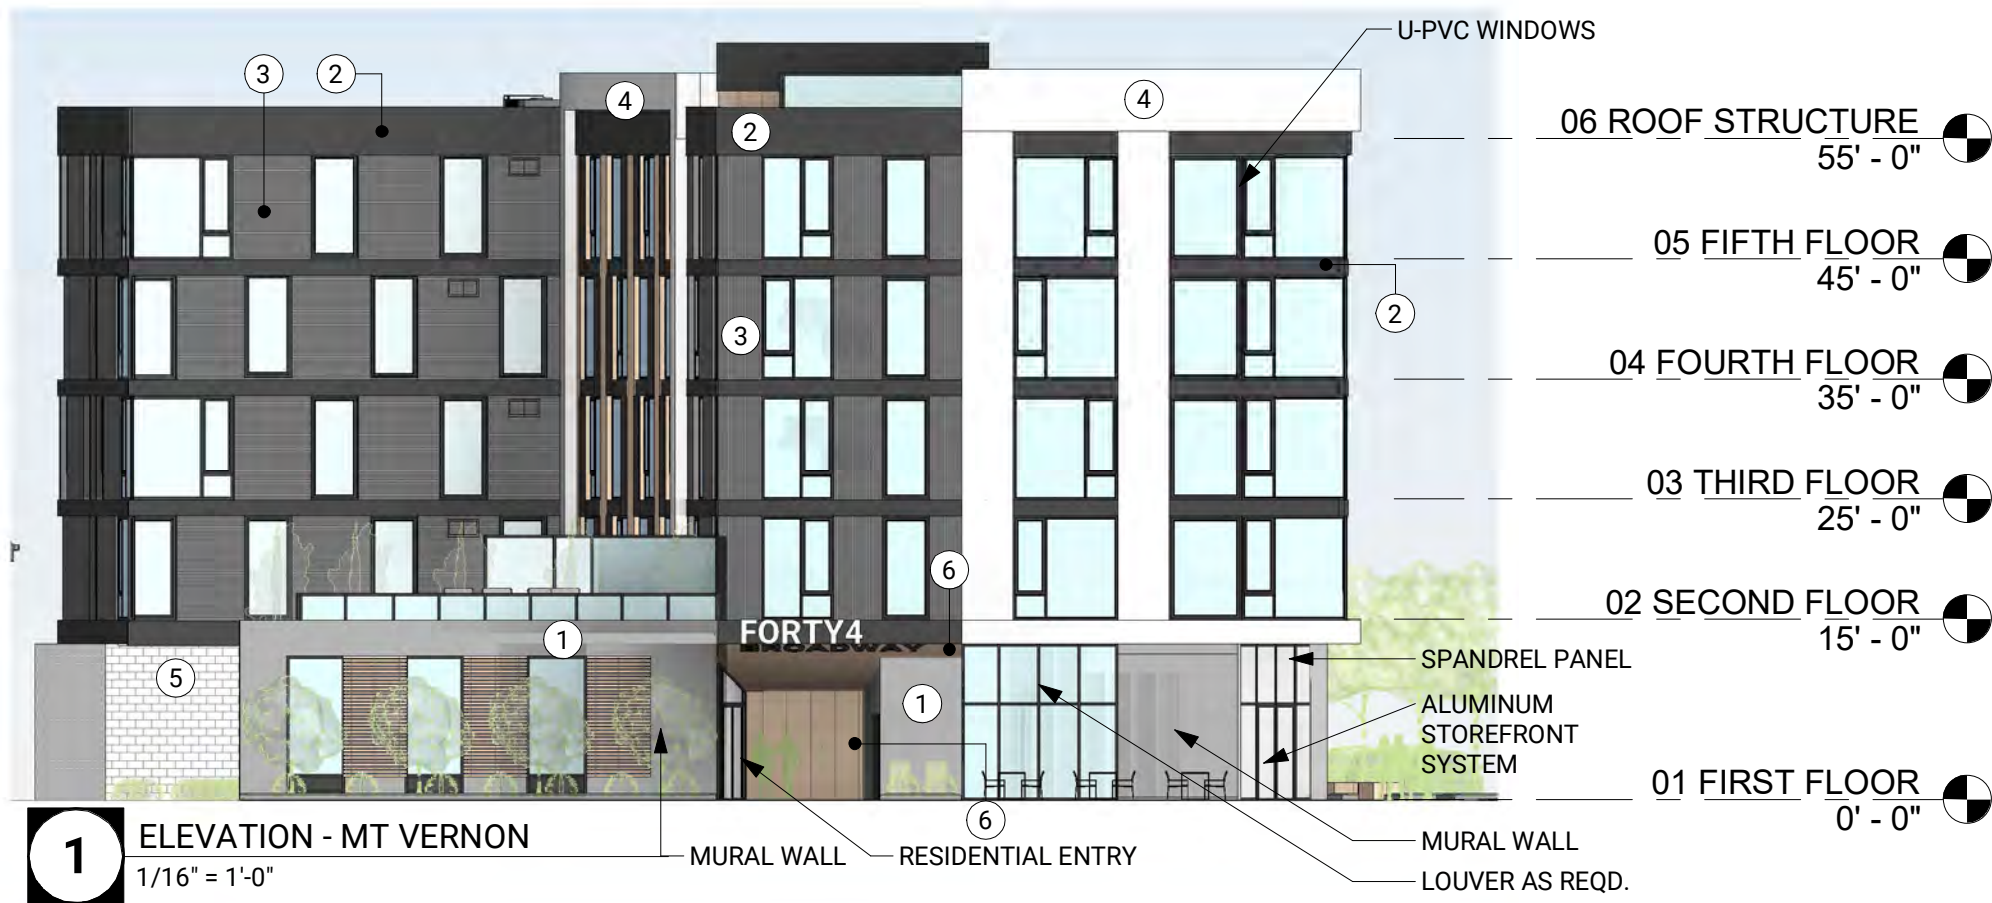 U-PVC WINDOWS
3
2
4
4
2
06 ROOF STRUCTURE
55' - 0"
05 FIFTH FLOOR
45' - 0"
2
3
04 FOURTH FLOOR
35' - 0"
03 THIRD FLOOR
25' - 0"
6
02 SECOND FLOOR
15' - 0"
1
FORTY4
BROADWAY
5
1
SPANDREL PANEL
ALUMINUM
STOREFRONT
SYSTEM
01 FIRST FLOOR
0' - 0"
6
1
ELEVATION - MT VERNON
1/16" = 1'-0"
MURAL WALL
RESIDENTIAL ENTRY
MURAL WALL
LOUVER AS REQD.